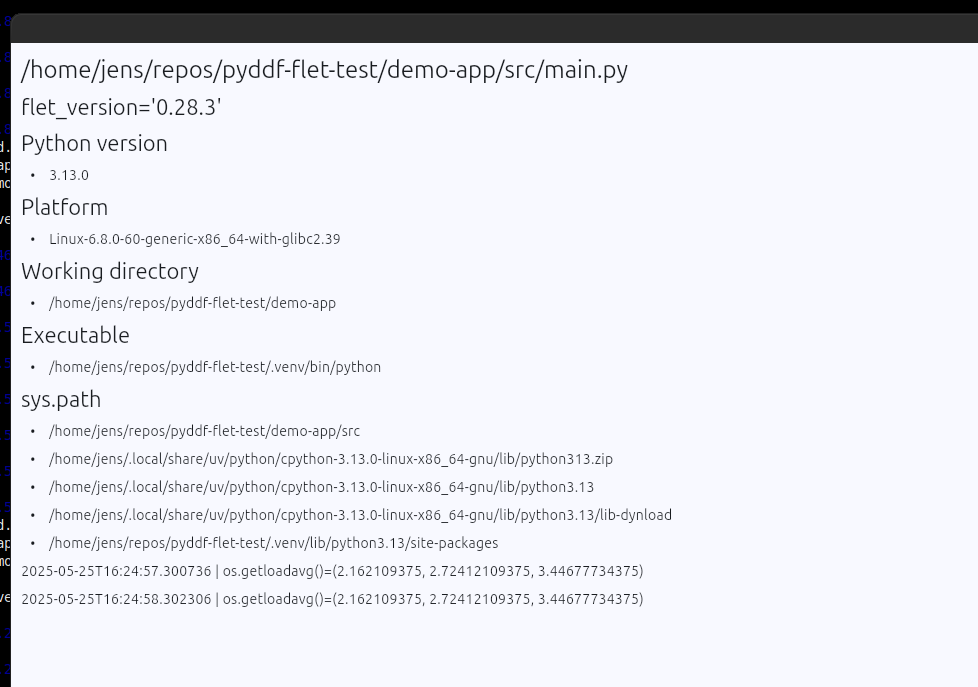 /home/jens/repos/pyddf-flet-test/demo-app/src/main.py
flet_version='0.28.3'
Python version
• 3.13.0
Platform
• Linux-6.8.0-60-generic-x86_64-with-glibc2.39
Working directory
• /home/jens/repos/pyddf-flet-test/demo-app
Executable
• /home/jens/repos/pyddf-flet-test/.venv/bin/python
sys.path
• /home/jens/repos/pyddf-flet-test/demo-app/src
• /home/jens/.local/share/uv/python/cpython-3.13.0-linux-x86_64-gnu/lib/python313.zip
• /home/jens/.local/share/uv/python/cpython-3.13.0-linux-x86_64-gnu/lib/python3.13
• /home/jens/.local/share/uv/python/cpython-3.13.0-linux-x86_64-gnu/lib/python3.13/lib-dynload
• /home/jens/repos/pyddf-flet-test/.venv/lib/python3.13/site-packages
2025-05-25T16:24:57.300736 | os.getloadavg()=(2.162109375, 2.72412109375, 3.44677734375)
2025-05-25T16:24:58.302306 | os.getloadavg()=(2.162109375, 2.72412109375, 3.44677734375)